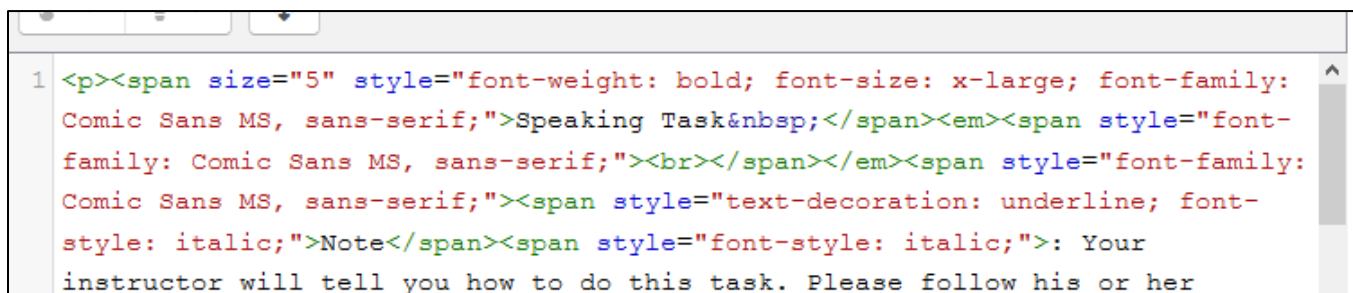 1 <p><span size="5" style="font-weight: bold; font-size: x-large; font-family:
Comic Sans MS, sans-serif;">Speaking Task&nbsp;</span><em><span style="font-
family: Comic Sans MS, sans-serif;"><br></span></em><span style="font-family:
Comic Sans MS, sans-serif;"><span style="text-decoration: underline; font-
style: italic;">Note</span><span style="font-style: italic;">: Your
instructor will tell you how to do this task. Please follow his or her